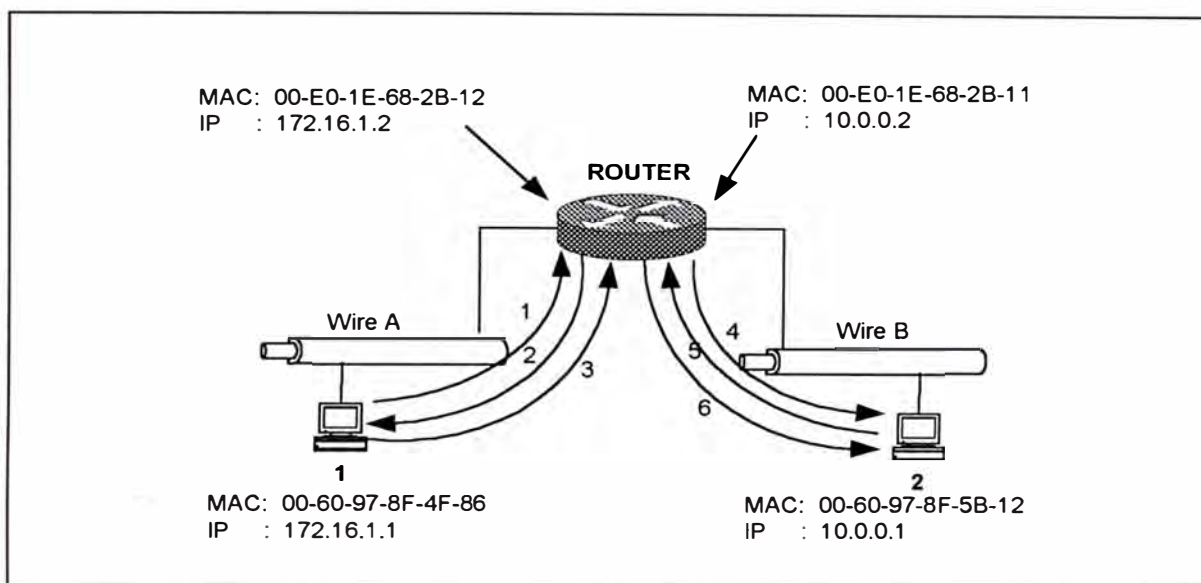 MAC: 00-E0-1E-68-2B-12
IP : 172.16.1.2
MAC: 00-E0-1E-68-2B-11
IP : 10.0.0.2
ROUTER
Wire A
Wire B
1
2
3
4
5
6
1
MAC: 00-60-97-8F-4F-86
IP : 172.16.1.1
2
MAC: 00-60-97-8F-5B-12
IP : 10.0.0.1